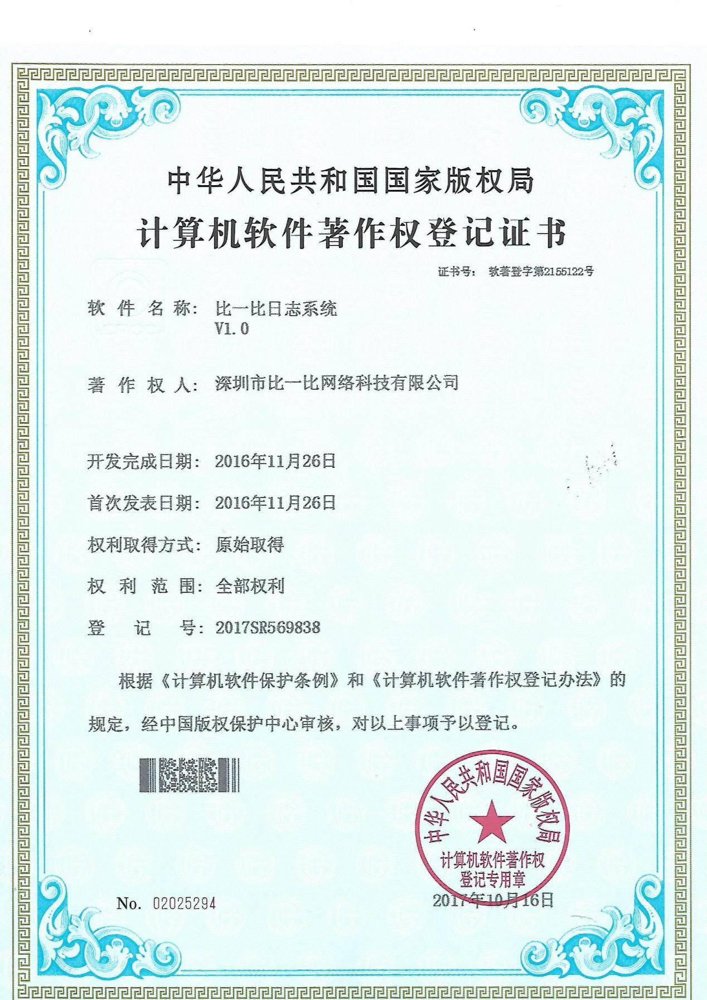 中华人民共和国国家版权局
计算机软件著作权登记证书
证书号： 软著登字第2155122号
软件名称： 比一比日志系统
V1.0
著作权人： 深圳市比一比网络科技有限公司
开发完成日期： 2016年11月26日
首次发表日期： 2016年11月26日
权利取得方式： 原始取得
权利范围： 全部权利
登记号： 2017SR569838
根据《计算机软件保护条例》和《计算机软件著作权登记办法》的
规定，经中国版权保护中心审核，对以上事项予以登记。
中华人民共和国国家版权局
计算机软件著作权
登记专用章
No. 02025294
2017年10月16日